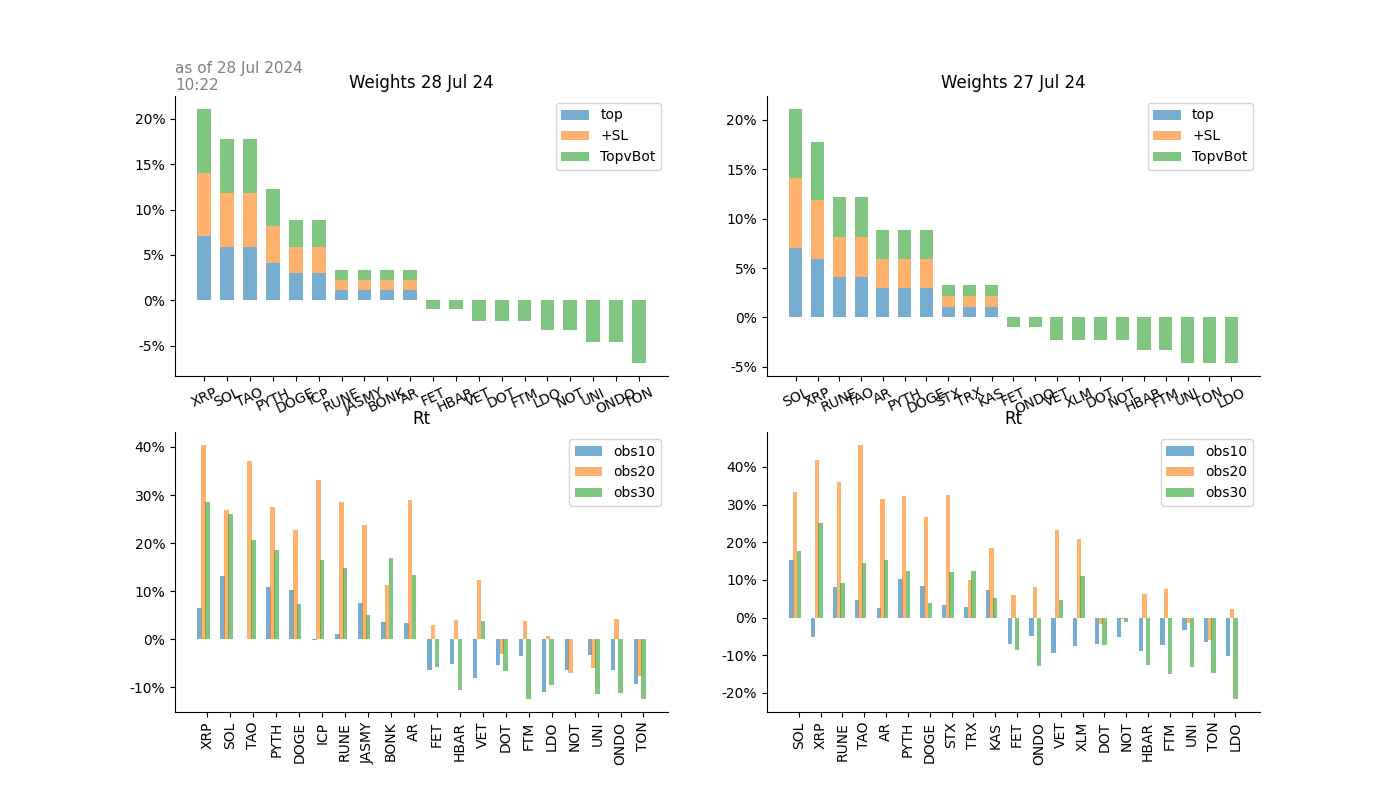 as of 28 Jul 2024
10:22
Weights 28 Jul 24
20%
15%
10%
5%
0%
-5%
top
+SL
TopvBot
XRP SOL TAO PYTH DOGE ICP RUNE JASMY BONK AR FET HBAR VET DOT FTM LDO NOT UNI ONDO TON
Weights 27 Jul 24
20%
15%
10%
5%
0%
-5%
top
+SL
TopvBot
SOL XRP RUNE TAO AR PYTH DOGE STX TRX KAS FET ONDO VET XLM DOT NOT HBAR FTM UNI TON LDO
Rt
40%
30%
20%
10%
0%
-10%
obs10
obs20
obs30
XRP SOL TAO PYTH DOGE ICP RUNE JASMY BONK AR FET HBAR VET DOT FTM LDO NOT UNI ONDO TON
Rt
40%
30%
20%
10%
0%
-10%
-20%
obs10
obs20
obs30
SOL XRP RUNE TAO AR PYTH DOGE STX TRX KAS FET ONDO VET XLM DOT NOT HBAR FTM UNI TON LDO